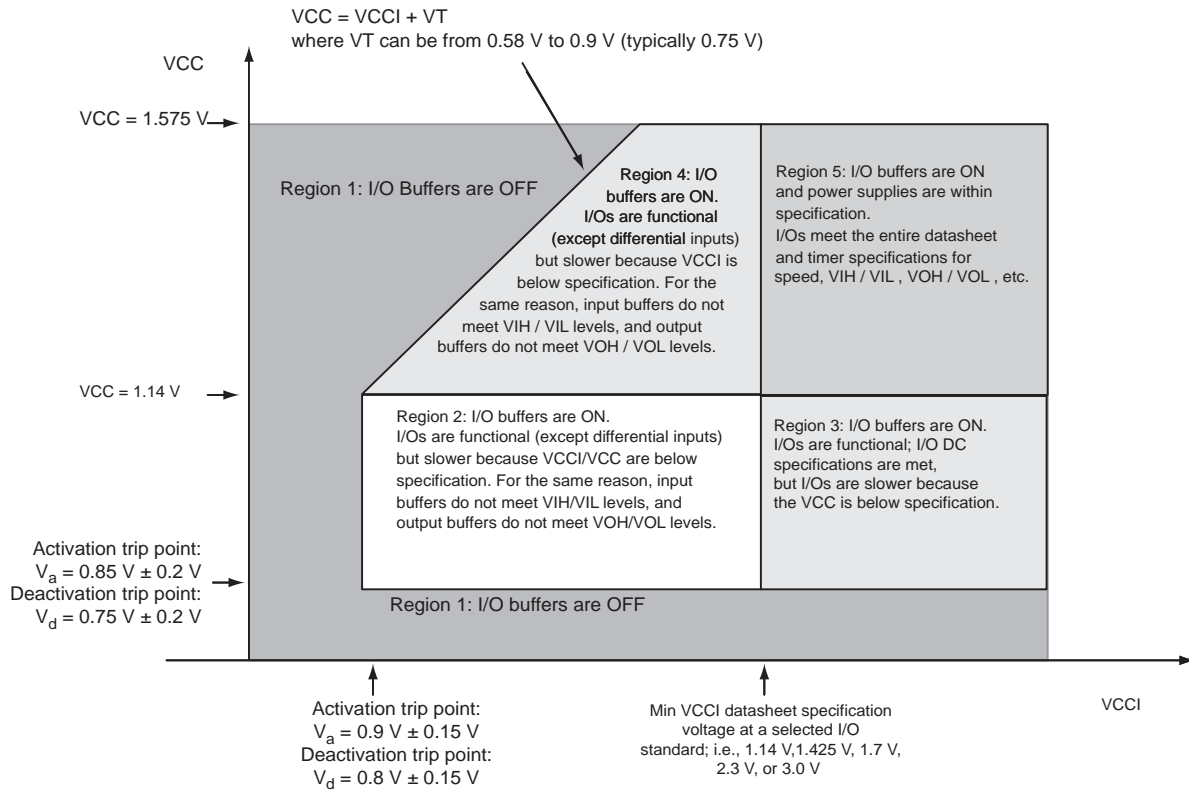 VCC = VCCI + VT
where VT can be from 0.58 V to 0.9 V (typically 0.75 V)
VCC
VCC = 1.575 V
Region 1: I/O Buffers are OFF
Region 4: I/O
buffers are ON.
I/Os are functional
(except differential inputs)
but slower because VCCI is
below specification. For the
same reason, input buffers do not
meet VIH / VIL levels, and output
buffers do not meet VOH / VOL levels.
Region 5: I/O buffers are ON
and power supplies are within
specification.
I/Os meet the entire datasheet
and timer specifications for
speed, VIH / VIL , VOH / VOL , etc.
VCC = 1.14 V
Region 2: I/O buffers are ON.
I/Os are functional (except differential inputs)
but slower because VCCI/VCC are below
specification. For the same reason, input
buffers do not meet VIH/VIL levels, and
output buffers do not meet VOH/VOL levels.
Region 3: I/O buffers are ON.
I/Os are functional; I/O DC
specifications are met,
but I/Os are slower because
the VCC is below specification.
Activation trip point:
Va = 0.85 V ± 0.2 V
Deactivation trip point:
Vd = 0.75 V ± 0.2 V
Region 1: I/O buffers are OFF
Activation trip point:
Va = 0.9 V ± 0.15 V
Deactivation trip point:
Vd = 0.8 V ± 0.15 V
Min VCCI datasheet specification
voltage at a selected I/O
standard; i.e., 1.14 V,1.425 V, 1.7 V,
2.3 V, or 3.0 V
VCCI